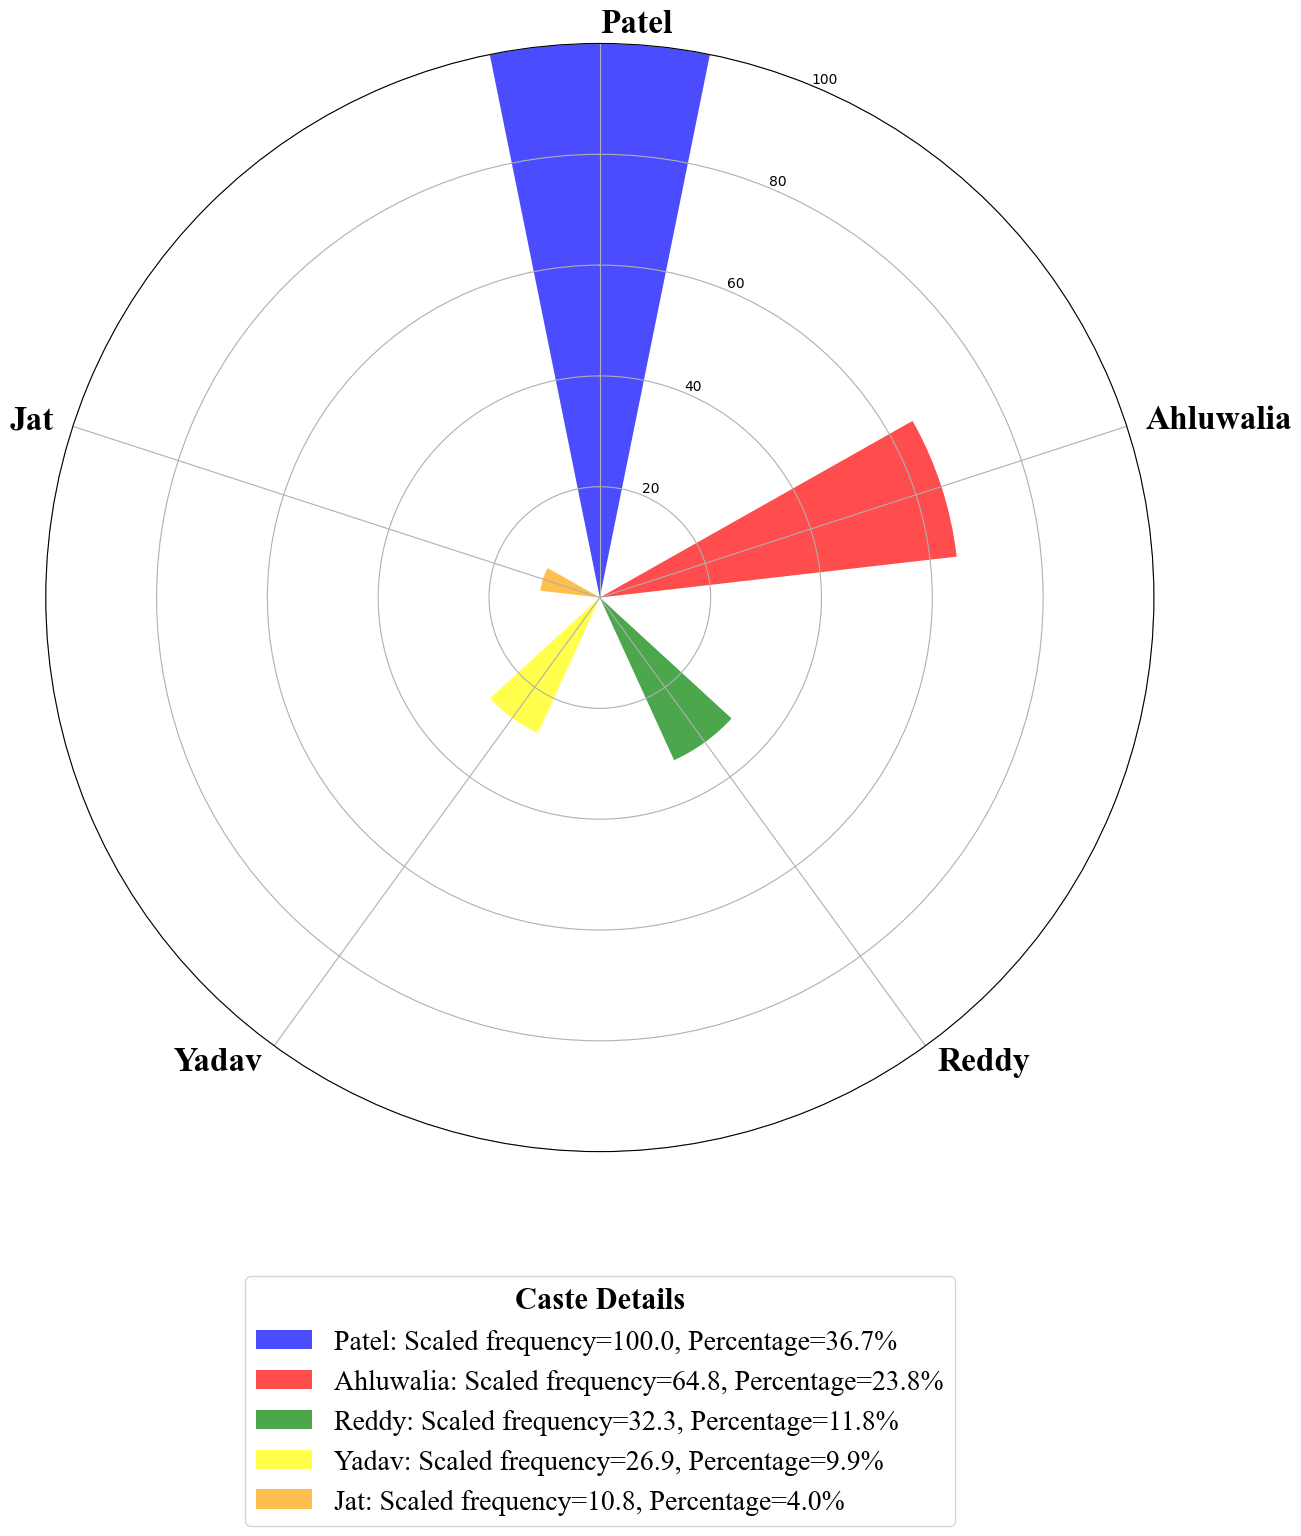 Patel
100
80
60
40
20
Jat
Ahluwalia
Yadav
Reddy
Caste Details
Patel: Scaled frequency=100.0, Percentage=36.7%
Ahluwalia: Scaled frequency=64.8, Percentage=23.8%
Reddy: Scaled frequency=32.3, Percentage=11.8%
Yadav: Scaled frequency=26.9, Percentage=9.9%
Jat: Scaled frequency=10.8, Percentage=4.0%